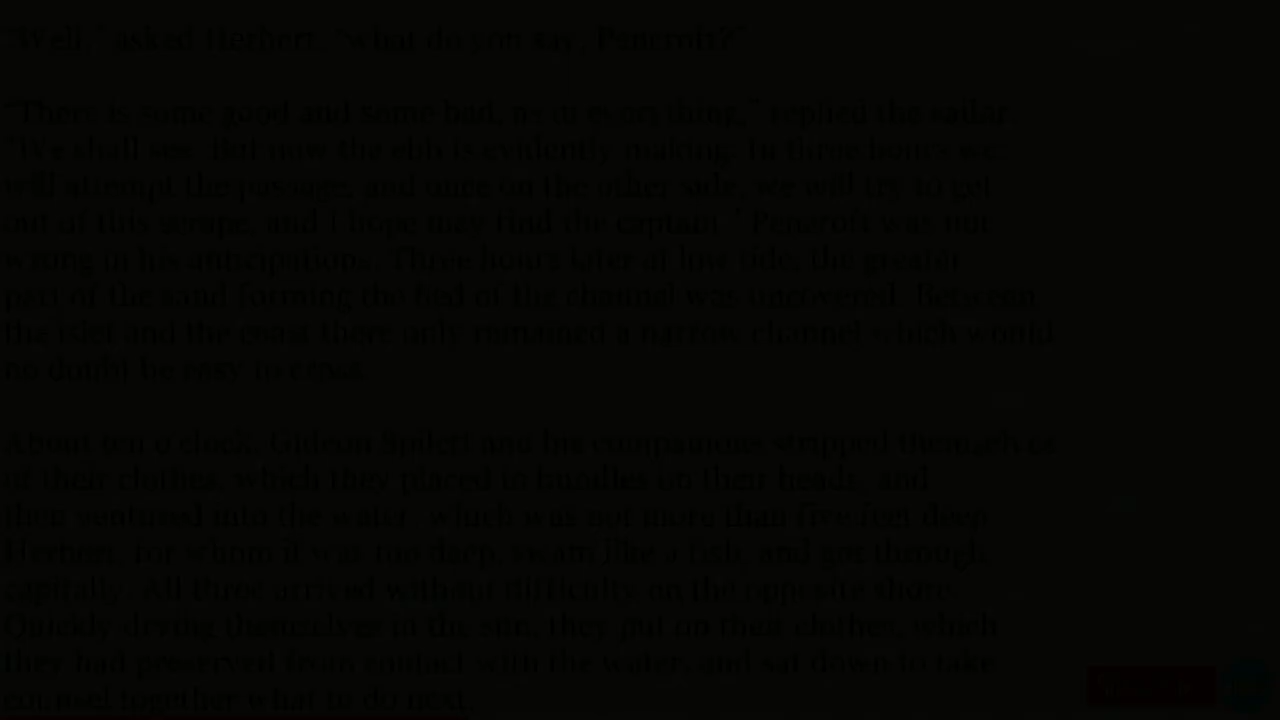 "Well," asked Herbert, "what do you say, Pencroft?"
"There is some good and some bad, as in everything," replied the sailor.
"We shall see. But now the ebb is evidently making. In three hours we
will attempt the passage, and once on the other side, we will try to get
out of this scrape, and I hope may find the captain." Pencroft was not
wrong in his anticipations. Three hours later at low tide, the greater
part of the sand forming the bed of the channel was uncovered. Between
the islet and the coast there only remained a narrow channel which would
no doubt be easy to cross.
About ten o'clock, Gideon Spilett and his companions stripped themselves
of their clothes, which they placed in bundles on their heads, and
then ventured into the water, which was not more than five feet deep.
Herbert, for whom it was too deep, swam like a fish, and got through
capitally. All three arrived without difficulty on the opposite shore.
Quickly drying themselves in the sun, they put on their clothes, which
they had preserved from contact with the water, and sat down to take
counsel together what to do next.